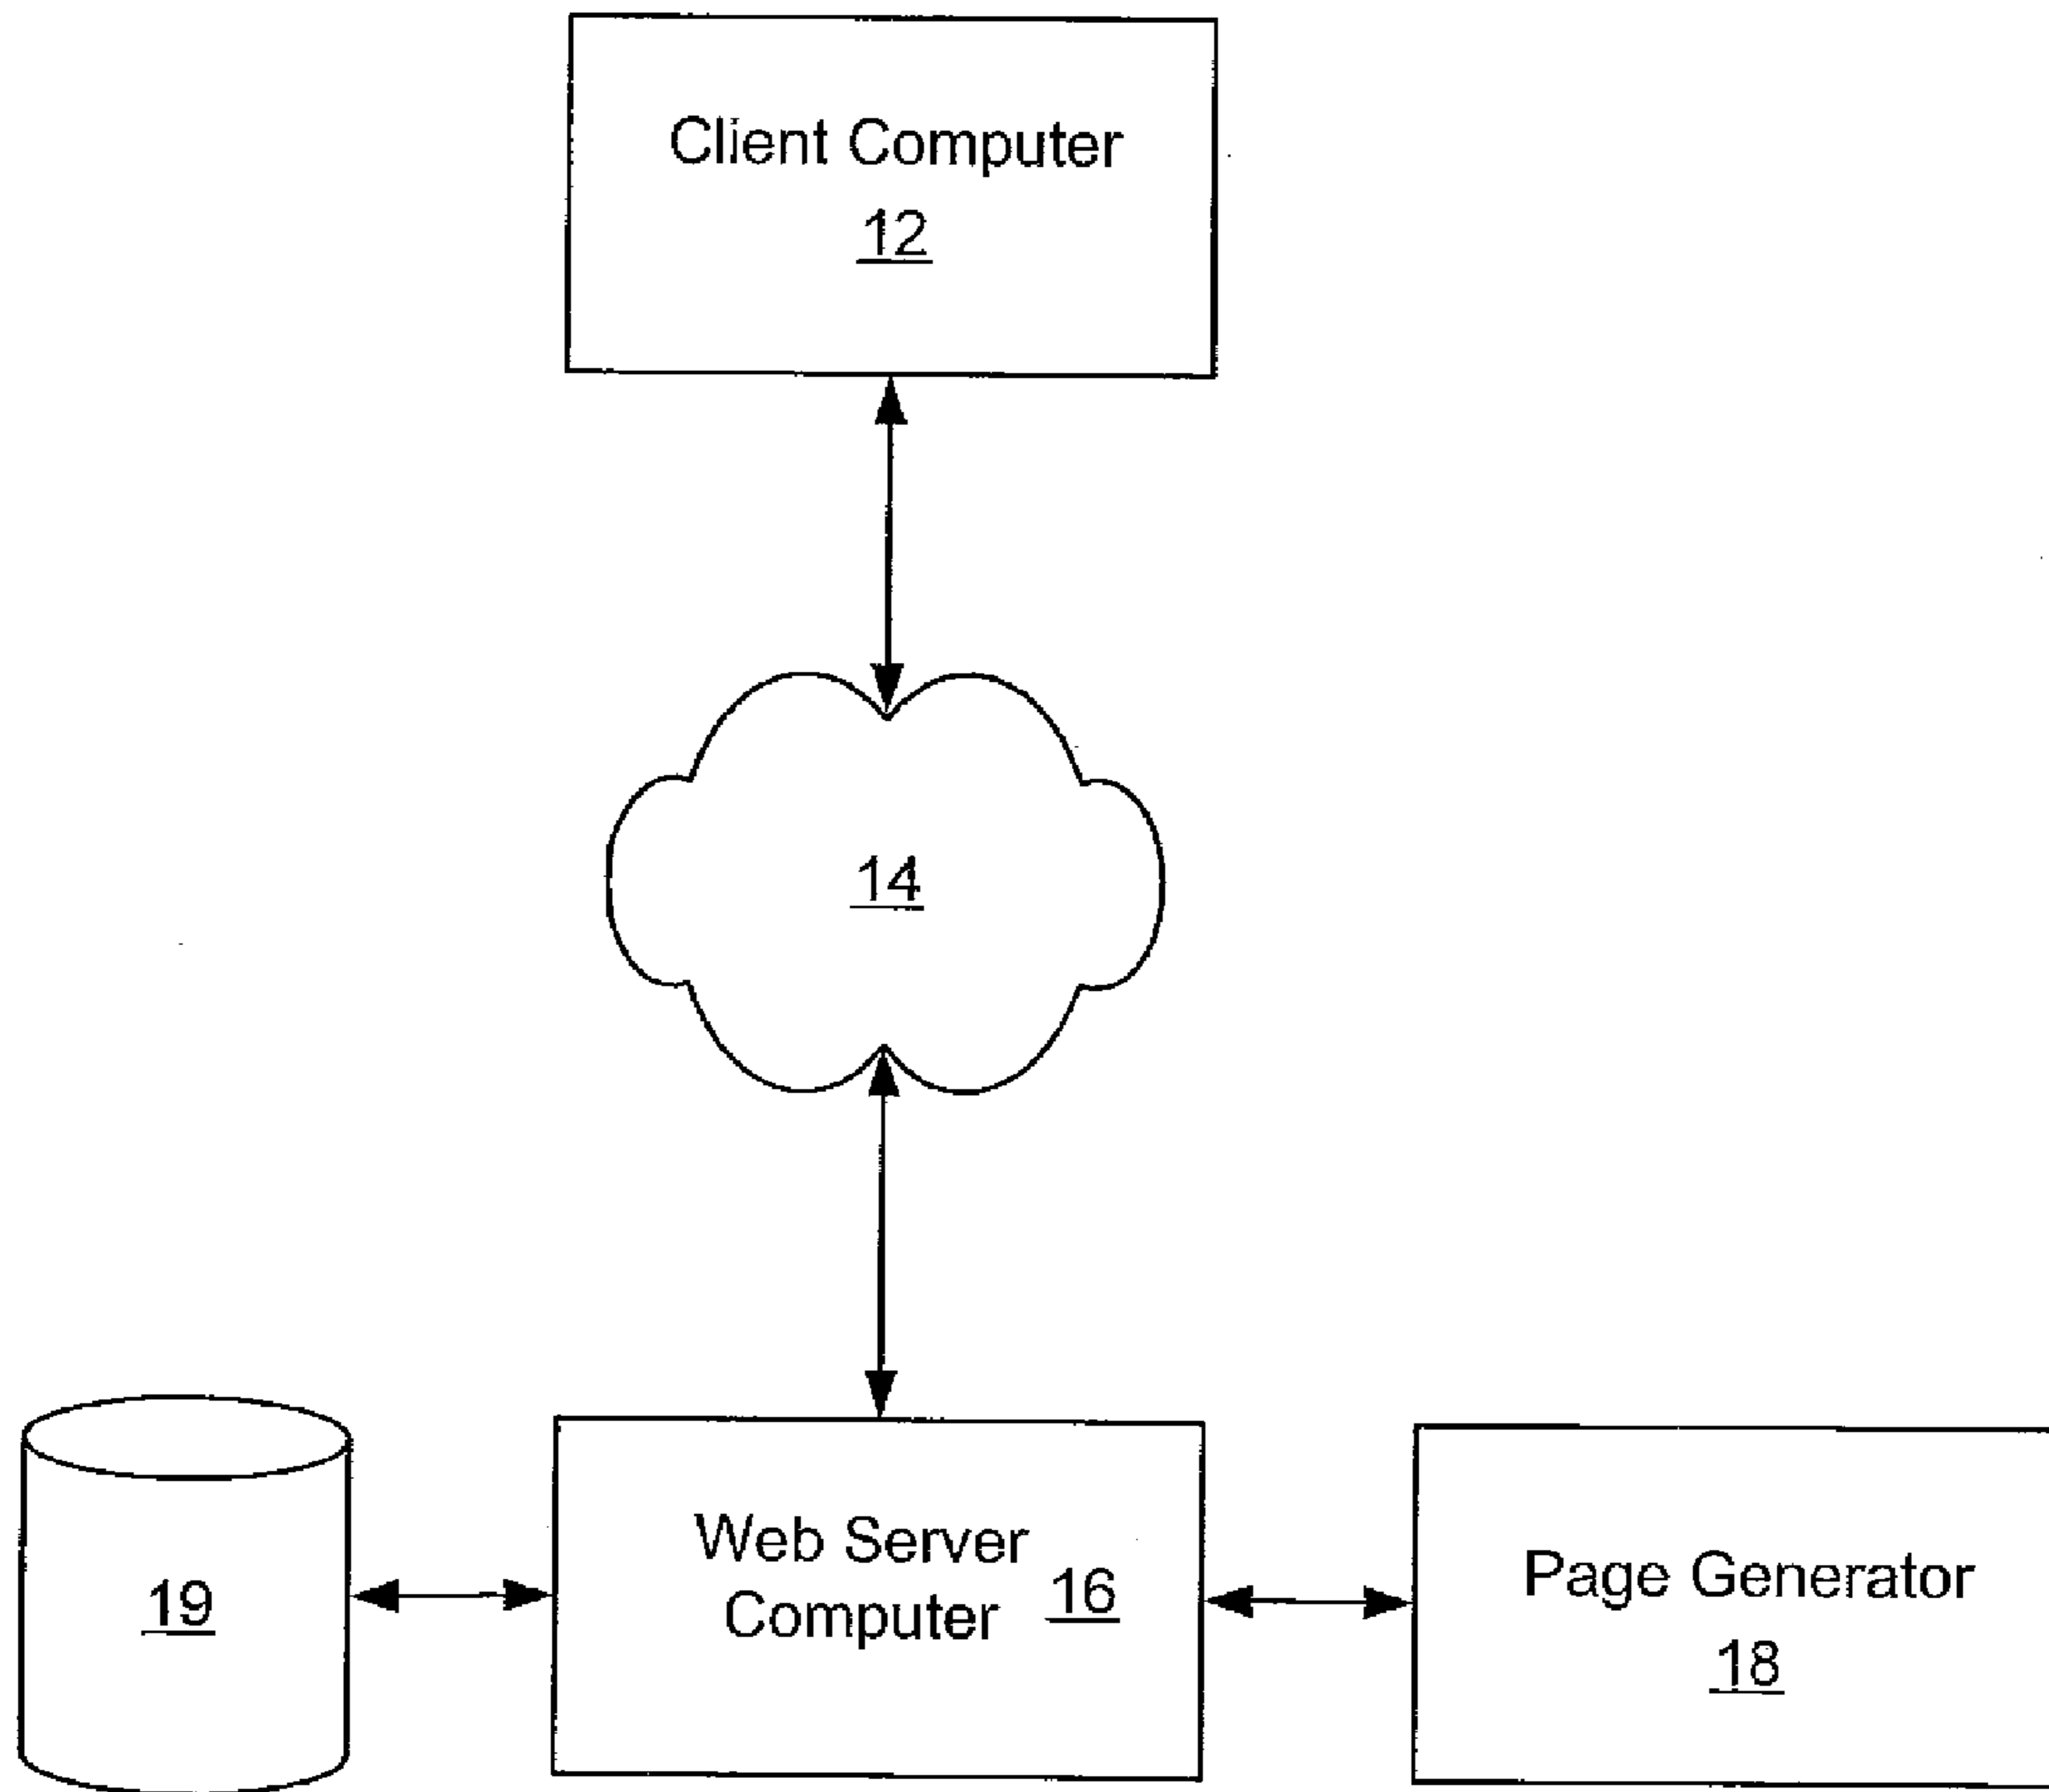 Client Computer
12
14
19
Web Server
Computer
16
Page Generator
18